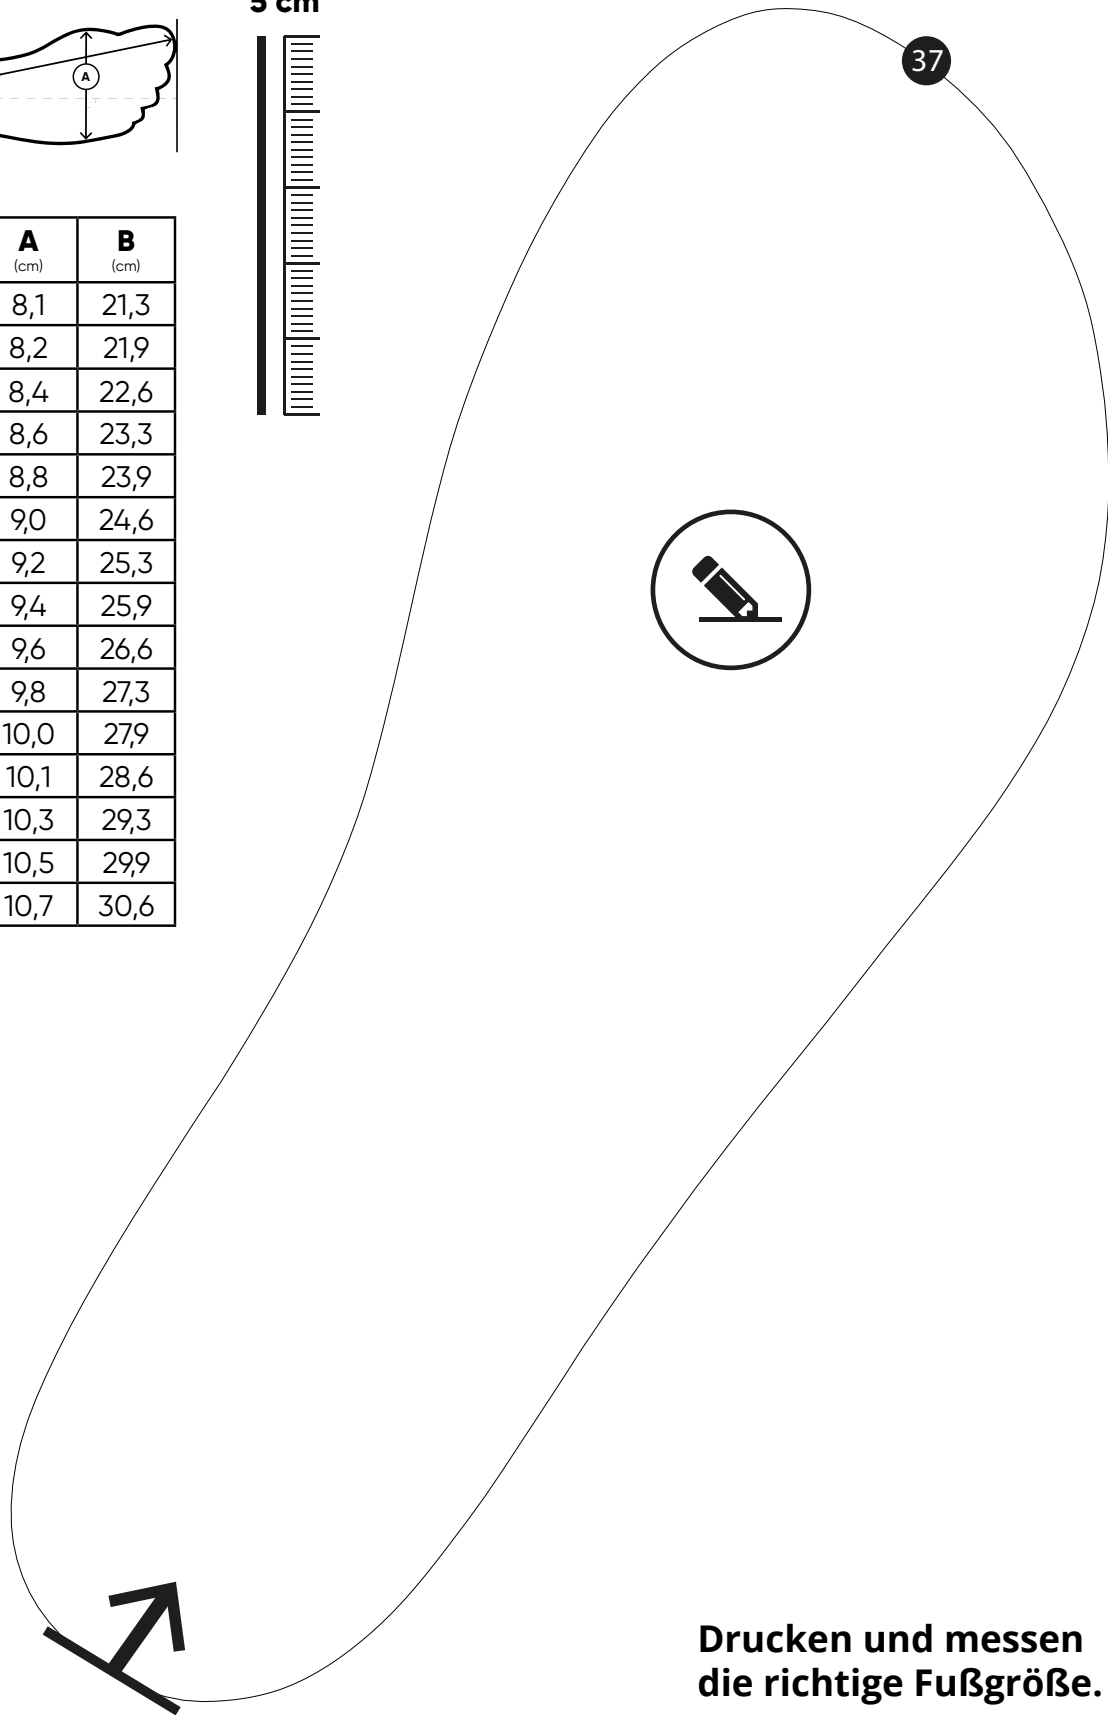 5 cm
37
A
A B
(cm) (cm)
8,1 21,3
8,2 21,9
8,4 22,6
8,6 23,3
8,8 23,9
9,0 24,6
9,2 25,3
9,4 25,9
9,6 26,6
9,8 27,3
10,0 27,9
10,1 28,6
10,3 29,3
10,5 29,9
10,7 30,6
Drucken und messen
die richtige Fußgröße.